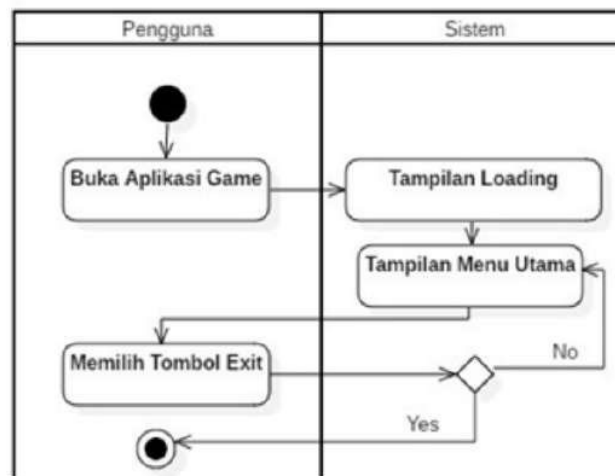 Pengguna
Sistem
Buka Aplikasi Game
Tampilan Loading
Tampilan Menu Utama
Memilih Tombol Exit
No
Yes